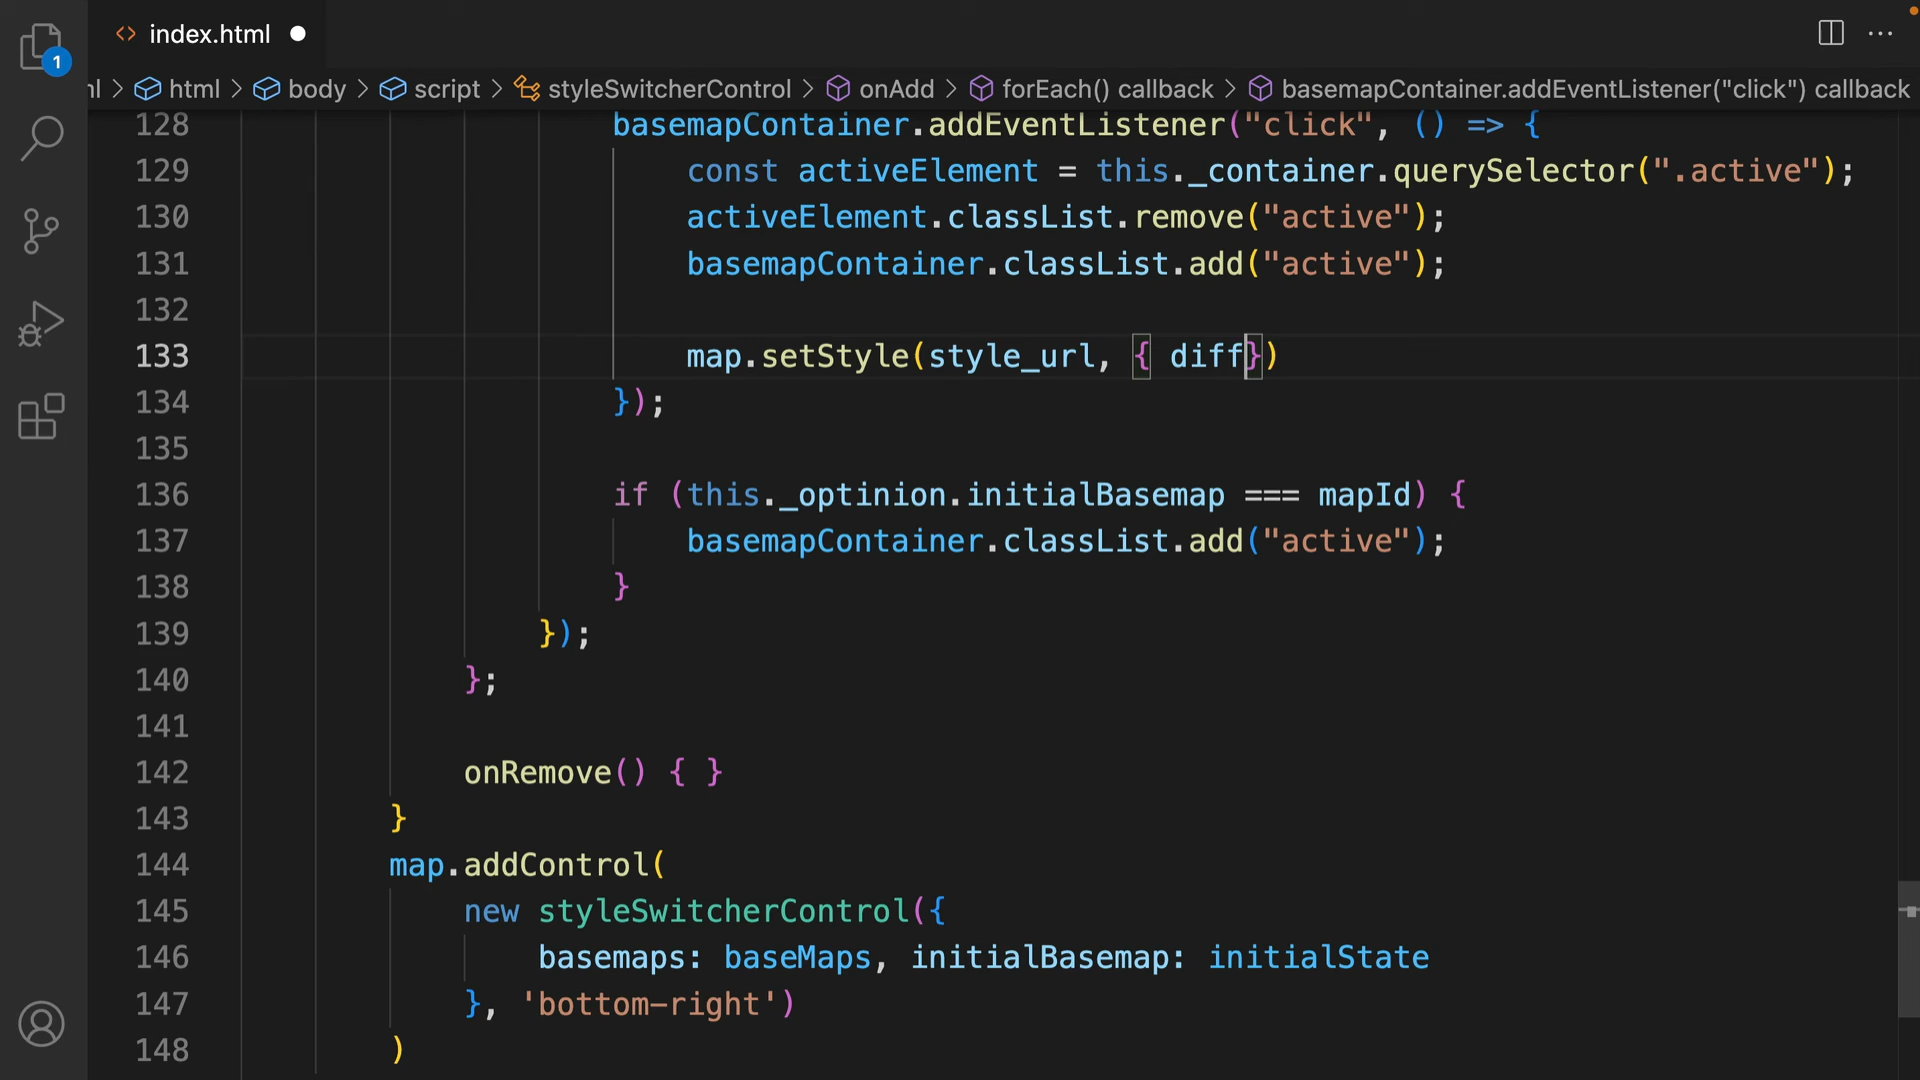 index.html
1
nl > html > body > script > styleSwitcherControl > onAdd > forEach() callback > basemapContainer.addEventListener("click") callback
128 basemapContainer.addEventListener("click", () => {
129 const activeElement = this._container.querySelector(".active");
130 activeElement.classList.remove("active");
131 basemapContainer.classList.add("active");
132
133 map.setStyle(style_url, { diff})
134 });
135
136 if (this._optinion.initialBasemap === mapId) {
137 basemapContainer.classList.add("active");
138 }
139 });
140 };
141
142 onRemove() { }
143 }
144 map.addControl(
145 new styleSwitcherControl({
146 basemaps: baseMaps, initialBasemap: initialState
147 }, 'bottom-right')
148 )